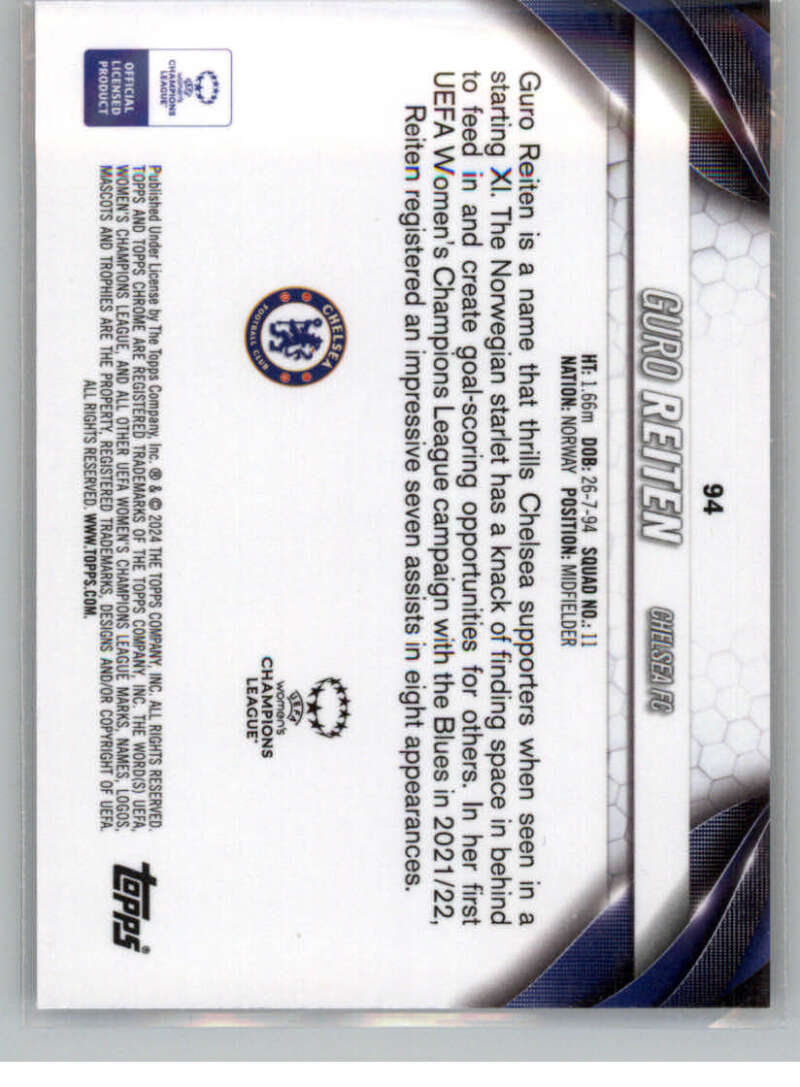 94
GURO REITEN CHELSEA FC
HT: 1.66m DOB: 26-7-94 SQUAD NO.: 11
NATION: NORWAY POSITION: MIDFIELDER
Guro Reiten is a name that thrills Chelsea supporters when seen in a
starting XI. The Norwegian starlet has a knack of finding space in behind
to feed in and create goal-scoring opportunities for others. In her first
UEFA Women's Champions League campaign with the Blues in 2021/22,
Reiten registered an impressive seven assists in eight appearances.
CHELSEA
FOOTBALL CLUB
UEFA
women's
CHAMPIONS
LEAGUE™
UEFA
women's
CHAMPIONS
LEAGUE™
OFFICIAL
LICENSED
PRODUCT
Published Under License by The Topps Company, Inc. ® & © 2024 THE TOPPS COMPANY, INC. ALL RIGHTS RESERVED.
TOPPS AND TOPPS CHROME ARE REGISTERED TRADEMARKS OF THE TOPPS COMPANY, INC. THE WORD(S) UEFA,
WOMEN'S CHAMPIONS LEAGUE, AND ALL OTHER UEFA WOMEN'S CHAMPIONS LEAGUE MARKS, NAMES, LOGOS,
MASCOTS AND TROPHIES ARE THE PROPERTY, REGISTERED TRADEMARKS, DESIGNS AND/OR COPYRIGHT OF UEFA.
ALL RIGHTS RESERVED. WWW.TOPPS.COM.
topps®